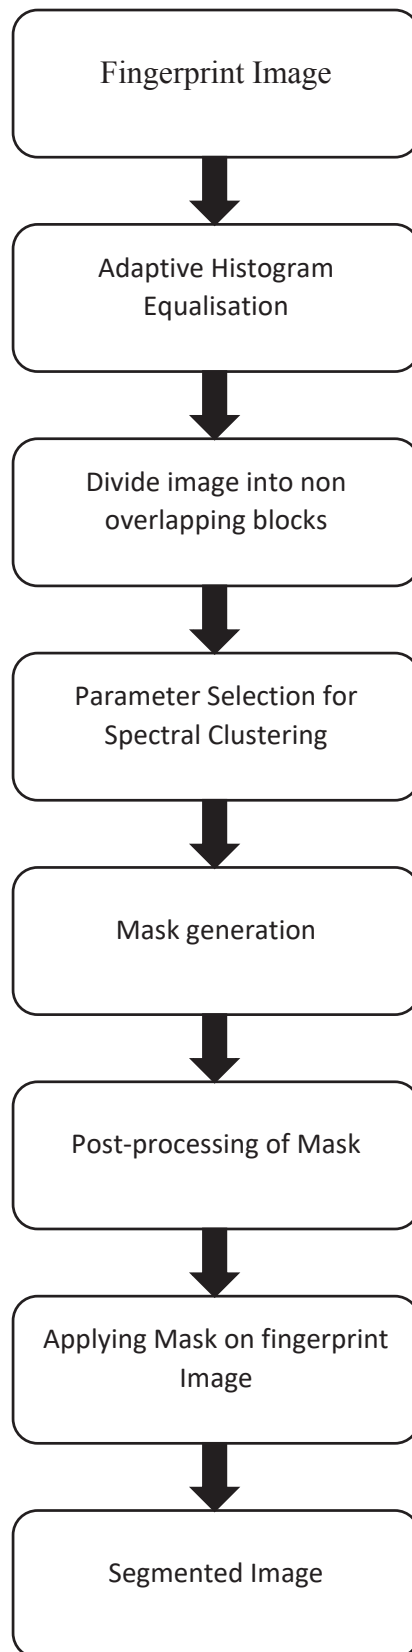 Fingerprint Image
Adaptive Histogram
Equalisation
Divide image into non
overlapping blocks
Parameter Selection for
Spectral Clustering
Mask generation
Post-processing of Mask
Applying Mask on fingerprint
Image
Segmented Image